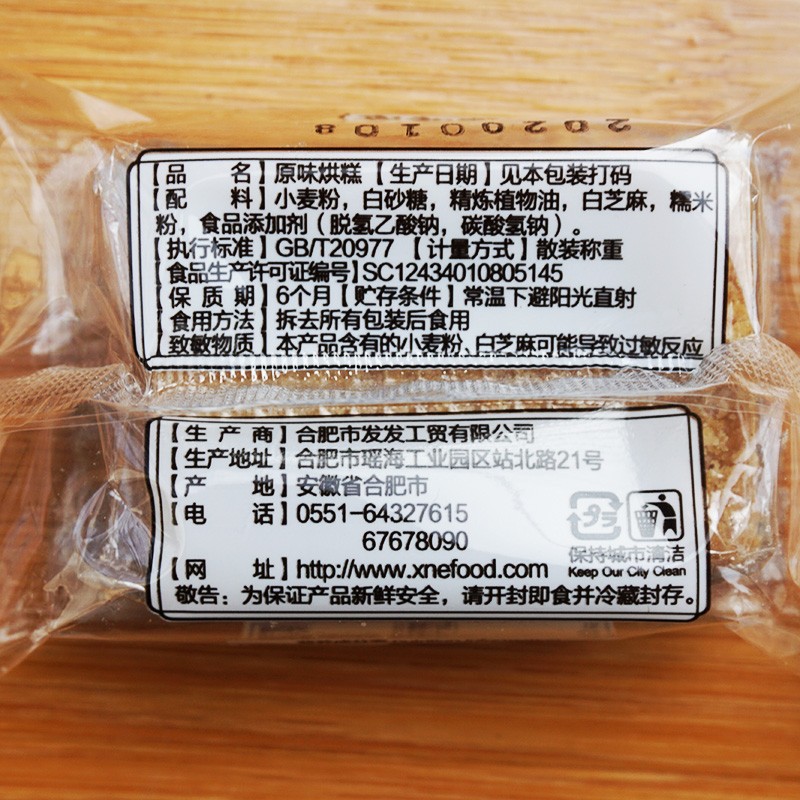 20200108
【品 名】原味烘糕【生产日期】见本包装打码
【配 料】小麦粉，白砂糖，精炼植物油，白芝麻，糯米
粉，食品添加剂（脱氢乙酸钠，碳酸氢钠）。
【执行标准】GB/T20977 【计量方式】散装称重
食品生产许可证编号】SC12434010805145
【保 质 期】6个月【贮存条件】常温下避阳光直射
【食用方法】拆去所有包装后食用
【致敏物质】本产品含有的小麦粉、白芝麻可能导致过敏反应
【生 产 商】合肥市发发工贸有限公司
【生产地址】合肥市瑶海工业园区站北路21号
【产 地】安徽省合肥市
【电 话】0551-64327615
67678090
保持城市清洁
Keep Our City Clean
【网 址】http://www.xnefood.com
敬告：为保证产品新鲜安全，请开封即食并冷藏封存。